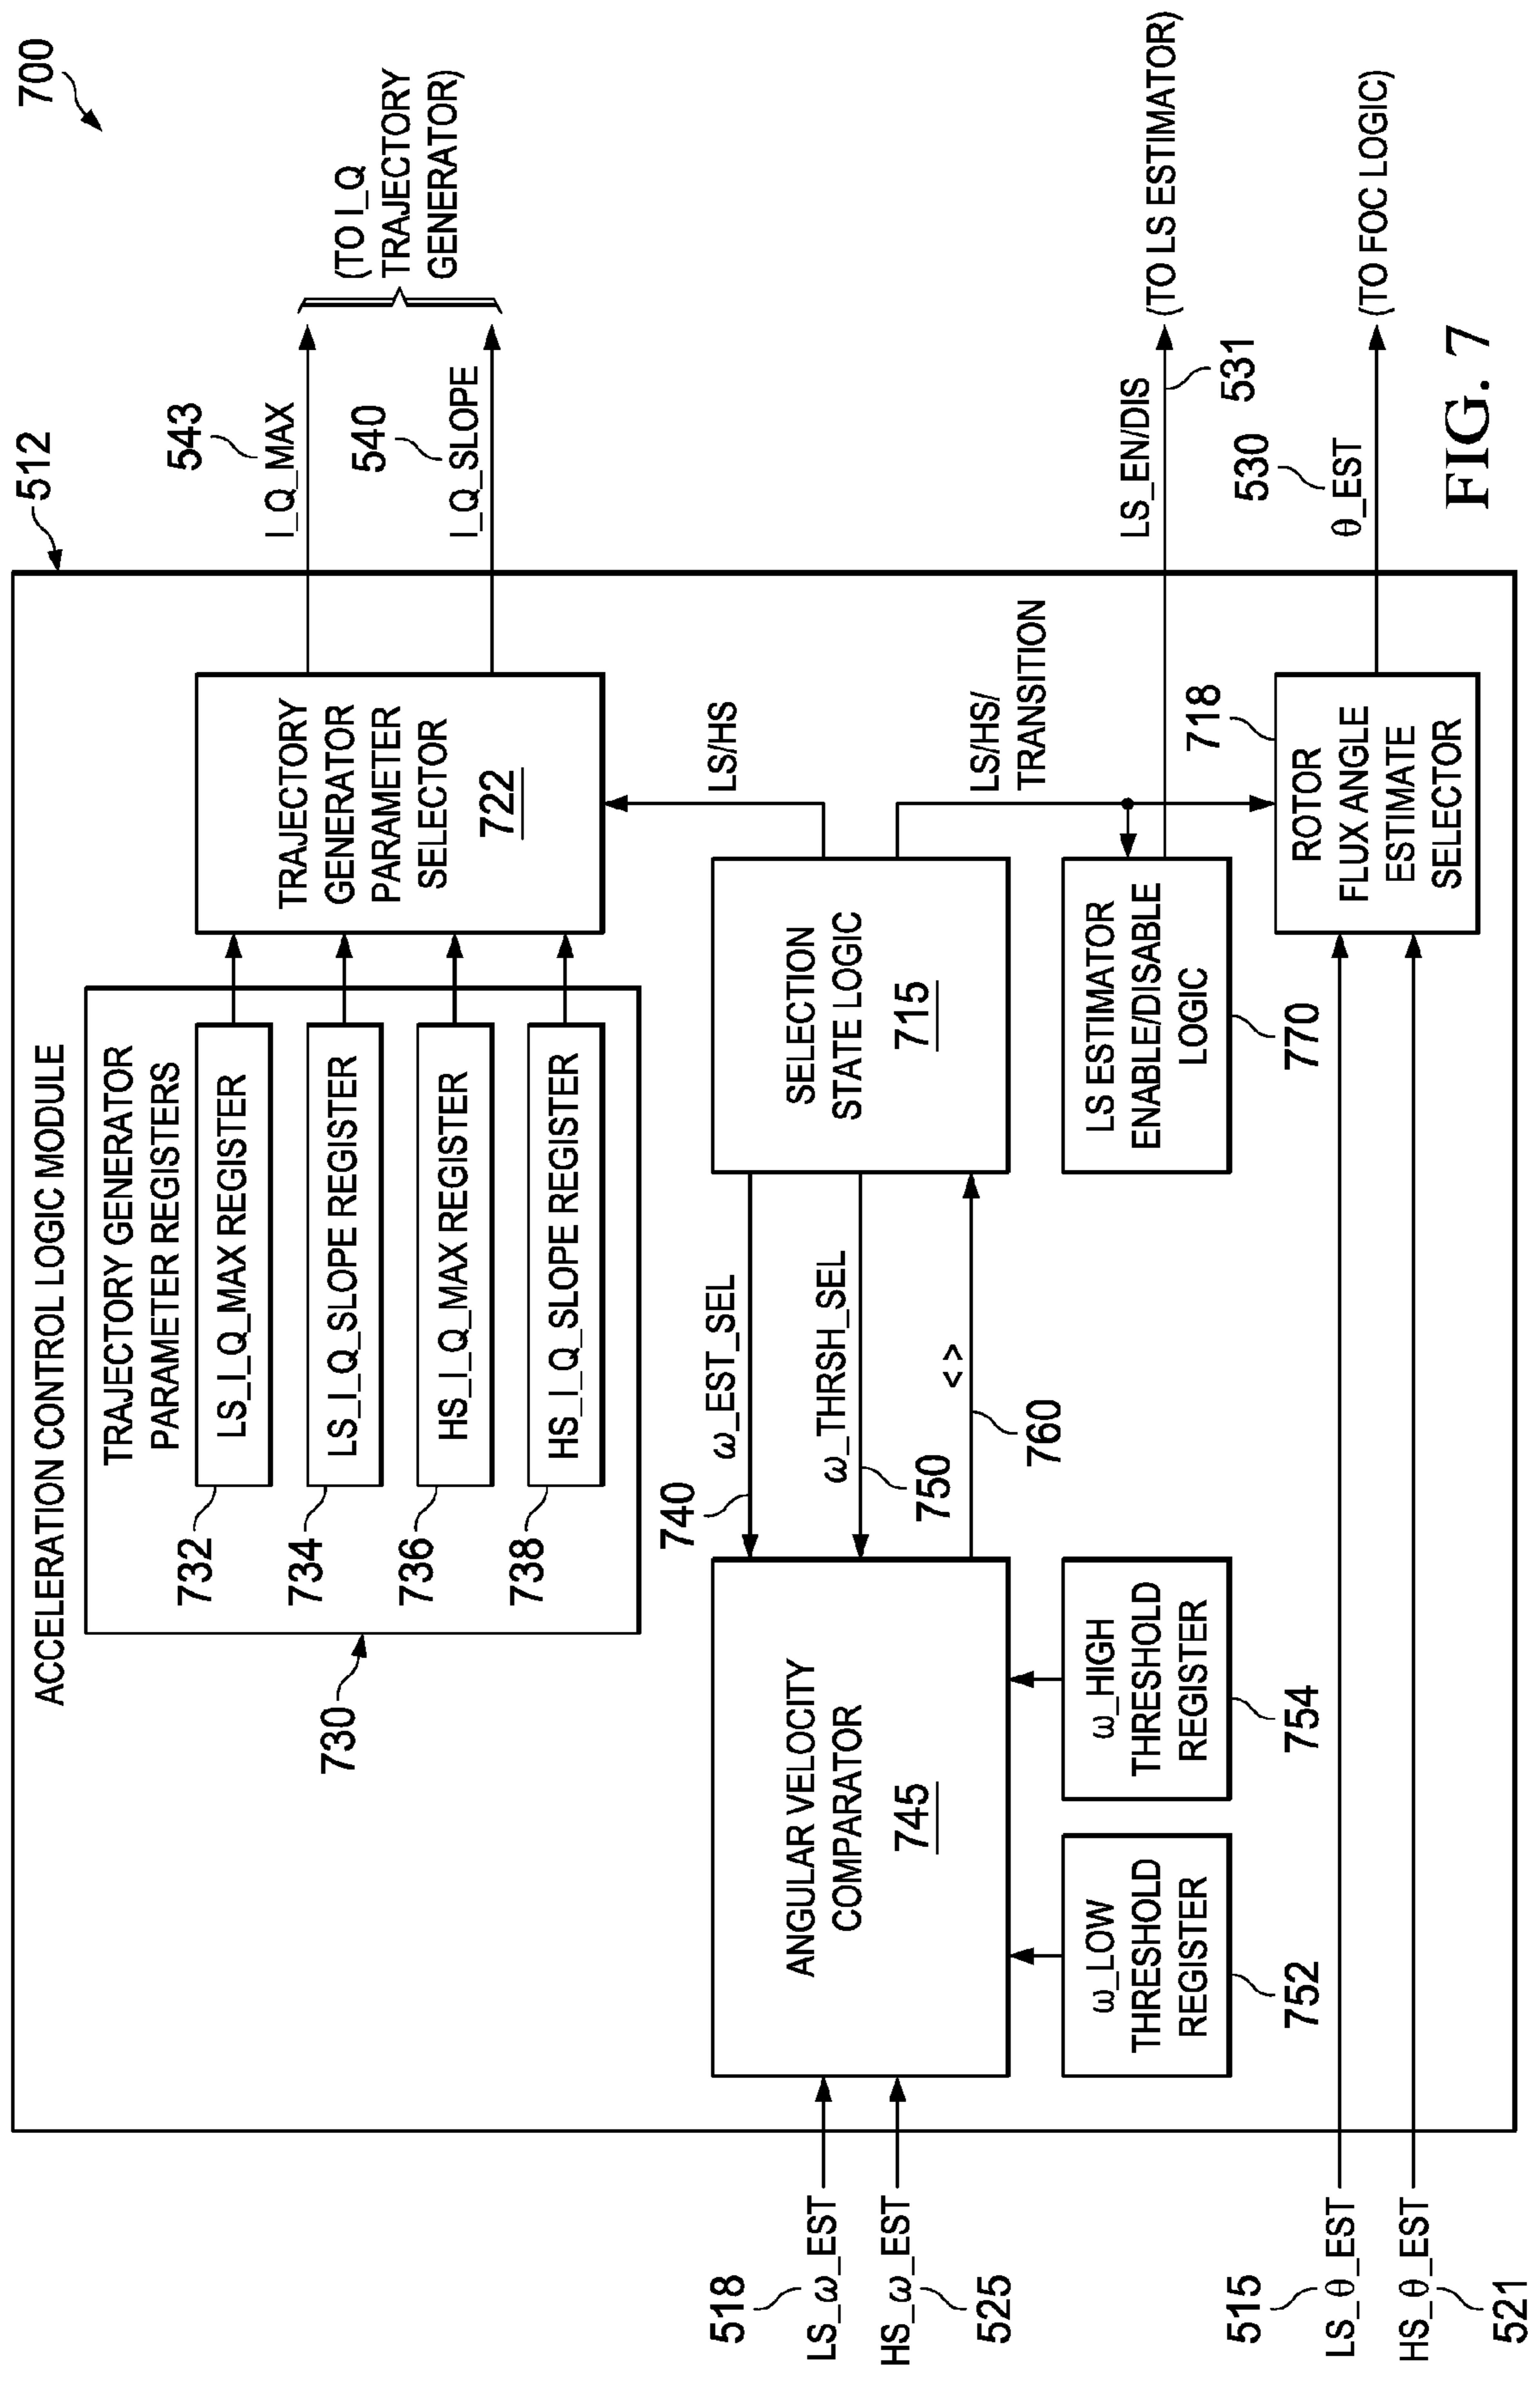 700
512
ACCELERATION CONTROL LOGIC MODULE
TRAJECTORY GENERATOR
PARAMETER REGISTERS
730
732
LS_I_Q_MAX REGISTER
734
LS_I_Q_SLOPE REGISTER
736
HS_I_Q_MAX REGISTER
738
HS_I_Q_SLOPE REGISTER
TRAJECTORY
GENERATOR
PARAMETER
SELECTOR
722
543
I_Q_MAX
540
I_Q_SLOPE
(TO I_Q
TRAJECTORY
GENERATOR)
LS/HS
518
LS_ω_EST
HS_ω_EST
525
ANGULAR VELOCITY
COMPARATOR
745
740
ω_EST_SEL
ω_THRSH_SEL
750
< >
760
SELECTION
STATE LOGIC
715
LS/HS/
TRANSITION
ω_LOW
THRESHOLD
REGISTER
752
ω_HIGH
THRESHOLD
REGISTER
754
LS ESTIMATOR
ENABLE/DISABLE
LOGIC
770
LS_EN/DIS
531
(TO LS ESTIMATOR)
718
ROTOR
FLUX ANGLE
ESTIMATE
SELECTOR
530
θ_EST
(TO FOC LOGIC)
515
LS_θ_EST
HS_θ_EST
521
FIG. 7